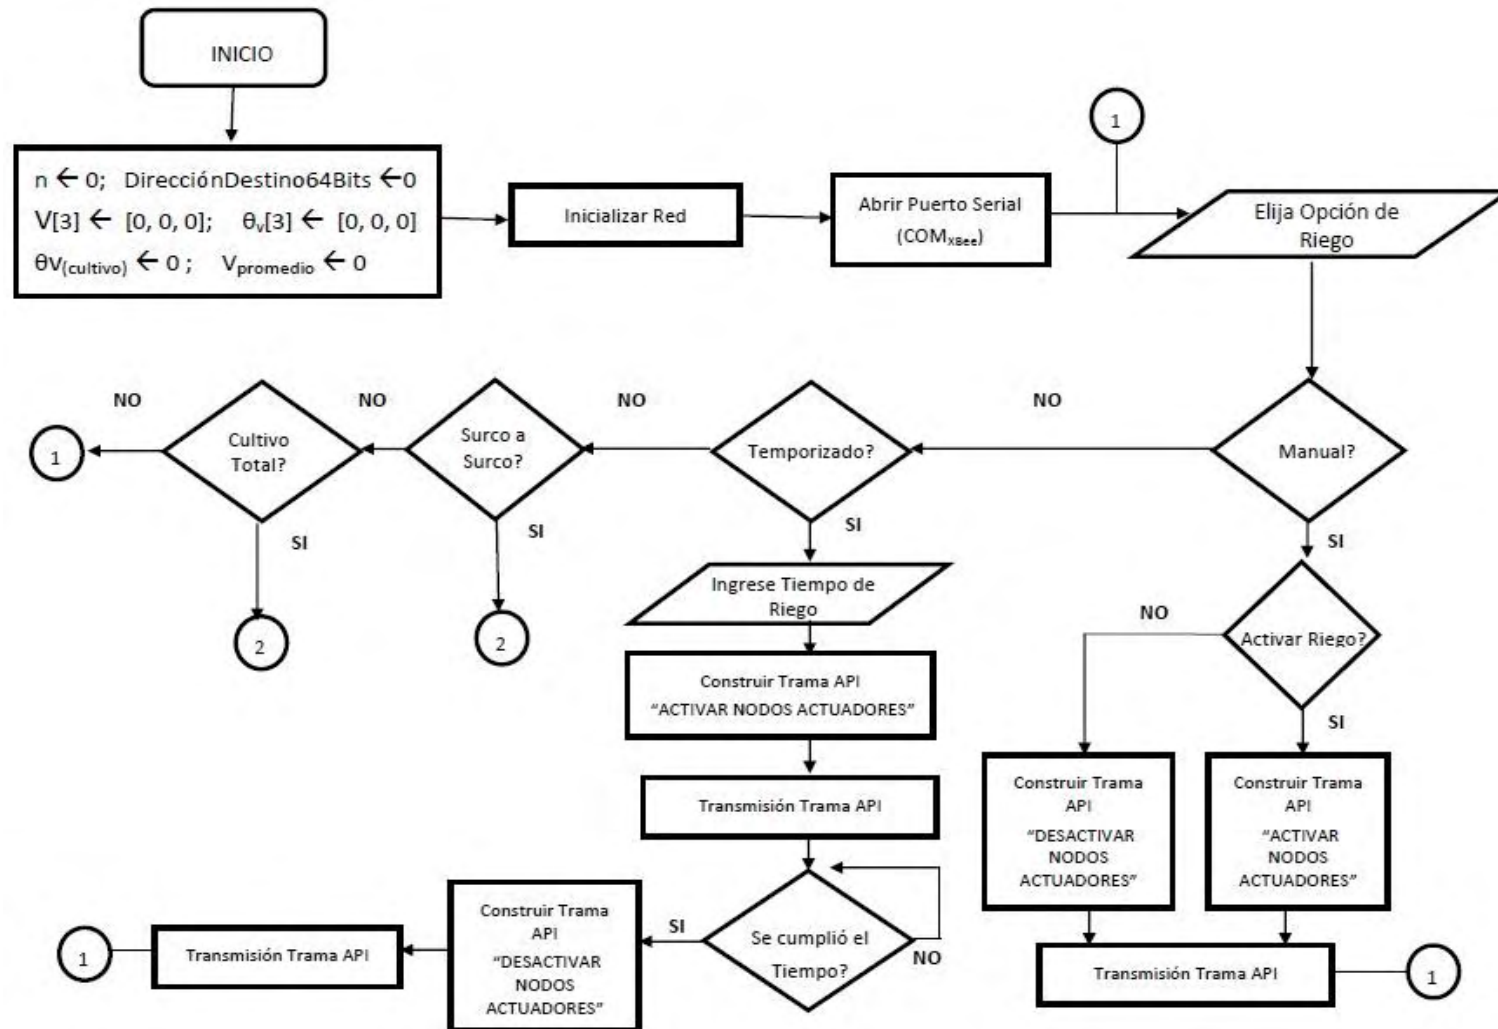 INICIO
n ← 0; DirecciónDestino64Bits ←0
V[3] ← [0, 0, 0]; θv[3] ← [0, 0, 0]
θv(cultivo) ← 0 ; Vpromedio ← 0
Inicializar Red
Abrir Puerto Serial
(COMXBee)
1
Elija Opción de
Riego
Manual?
NO
Temporizado?
NO
Surco a
Surco?
NO
Cultivo
Total?
NO
1
SI
2
SI
2
SI
Ingrese Tiempo de
Riego
Construir Trama API
“ACTIVAR NODOS ACTUADORES”
Transmisión Trama API
Se cumplió el
Tiempo?
NO
SI
Construir Trama
API
“DESACTIVAR
NODOS
ACTUADORES”
Transmisión Trama API
1
SI
Activar Riego?
NO
SI
Construir Trama
API
“DESACTIVAR
NODOS
ACTUADORES”
Construir Trama
API
“ACTIVAR
NODOS
ACTUADORES”
Transmisión Trama API
1